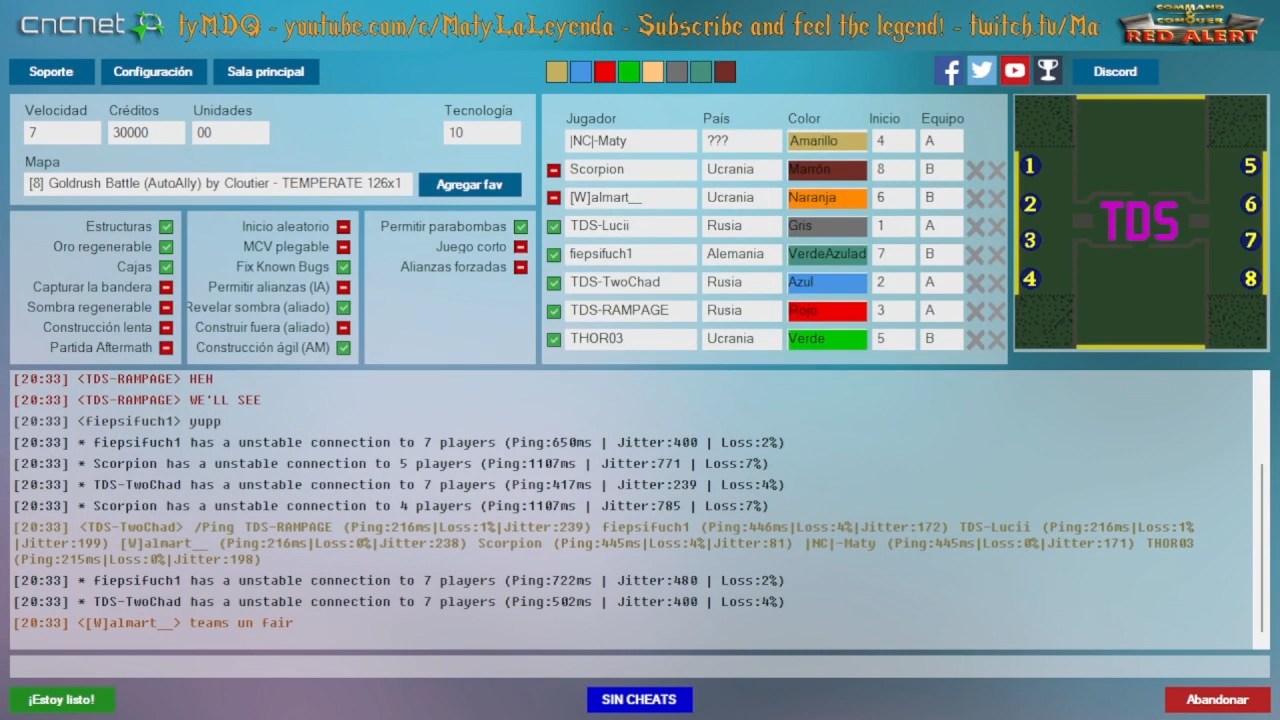 CnCNet tyMDQ - youtube.com/c/MatyLaLeyenda - Subscribe and feel the legend! - twitch.tv/Ma
COMMAND & CONQUER
RED ALERT
Soporte Configuración Sala principal Discord
Velocidad Créditos Unidades Tecnología
7 30000 00 10
Mapa
[8] Goldrush Battle (AutoAlly) by Cloutier - TEMPERATE 126x1 Agregar fav
Estructuras
Oro regenerable
Cajas
Capturar la bandera
Sombra regenerable
Construcción lenta
Partida Aftermath
Inicio aleatorio
MCV plegable
Fix Known Bugs
Permitir alianzas (IA)
Revelar sombra (aliado)
Construir fuera (aliado)
Construcción ágil (AM)
Permitir parabombas
Juego corto
Alianzas forzadas
Jugador País Color Inicio Equipo
|NC|-Maty ??? Amarillo 4 A
Scorpion Ucrania Marrón 8 B
[W]almart__ Ucrania Naranja 6 B
TDS-Lucii Rusia Gris 1 A
fiepsifuch1 Alemania VerdeAzulad 7 B
TDS-TwoChad Rusia Azul 2 A
TDS-RAMPAGE Rusia Rojo 3 A
THOR03 Ucrania Verde 5 B
1 5
2 6
TDS
3 7
4 8
[20:33] <TDS-RAMPAGE> HEH
[20:33] <TDS-RAMPAGE> WE'LL SEE
[20:33] <fiepsifuch1> yupp
[20:33] * fiepsifuch1 has a unstable connection to 7 players (Ping:650ms | Jitter:400 | Loss:2%)
[20:33] * Scorpion has a unstable connection to 5 players (Ping:1107ms | Jitter:771 | Loss:7%)
[20:33] * TDS-TwoChad has a unstable connection to 7 players (Ping:417ms | Jitter:239 | Loss:4%)
[20:33] * Scorpion has a unstable connection to 4 players (Ping:1107ms | Jitter:785 | Loss:7%)
[20:33] <TDS-TwoChad> /Ping TDS-RAMPAGE (Ping:216ms|Loss:1%|Jitter:239) fiepsifuch1 (Ping:446ms|Loss:4%|Jitter:172) TDS-Lucii (Ping:216ms|Loss:1%
|Jitter:199) [W]almart__ (Ping:216ms|Loss:0%|Jitter:238) Scorpion (Ping:445ms|Loss:4%|Jitter:81) |NC|-Maty (Ping:445ms|Loss:0%|Jitter:171) THOR03
(Ping:215ms|Loss:0%|Jitter:198)
[20:33] * fiepsifuch1 has a unstable connection to 7 players (Ping:722ms | Jitter:480 | Loss:2%)
[20:33] * TDS-TwoChad has a unstable connection to 7 players (Ping:502ms | Jitter:400 | Loss:4%)
[20:33] <[W]almart__> teams un fair
¡Estoy listo! SIN CHEATS Abandonar